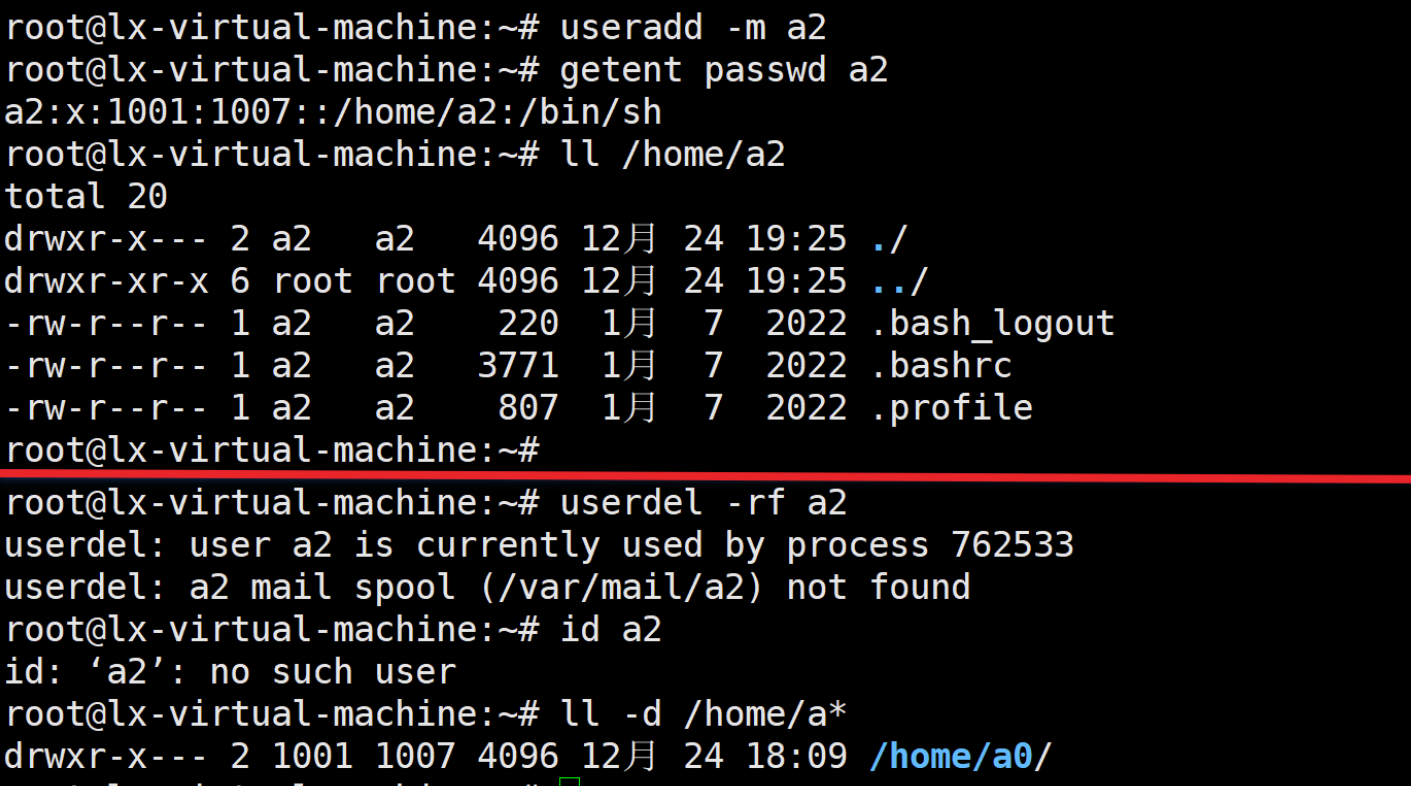 root@lx-virtual-machine:~# useradd -m a2
root@lx-virtual-machine:~# getent passwd a2
a2:x:1001:1007::/home/a2:/bin/sh
root@lx-virtual-machine:~# ll /home/a2
total 20
drwxr-x--- 2 a2   a2   4096 12月 24 19:25 ./
drwxr-xr-x 6 root root 4096 12月 24 19:25 ../
-rw-r--r-- 1 a2   a2    220  1月  7  2022 .bash_logout
-rw-r--r-- 1 a2   a2   3771  1月  7  2022 .bashrc
-rw-r--r-- 1 a2   a2    807  1月  7  2022 .profile
root@lx-virtual-machine:~#
root@lx-virtual-machine:~# userdel -rf a2
userdel: user a2 is currently used by process 762533
userdel: a2 mail spool (/var/mail/a2) not found
root@lx-virtual-machine:~# id a2
id: ‘a2’: no such user
root@lx-virtual-machine:~# ll -d /home/a*
drwxr-x--- 2 1001 1007 4096 12月 24 18:09 /home/a0/